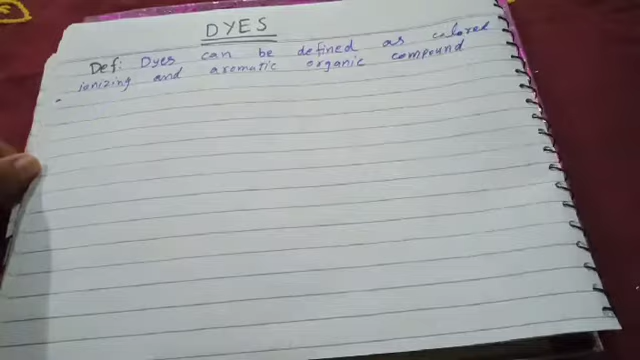 DYES
Def: Dyes can be defined as colored
ionizing and aromatic organic compound